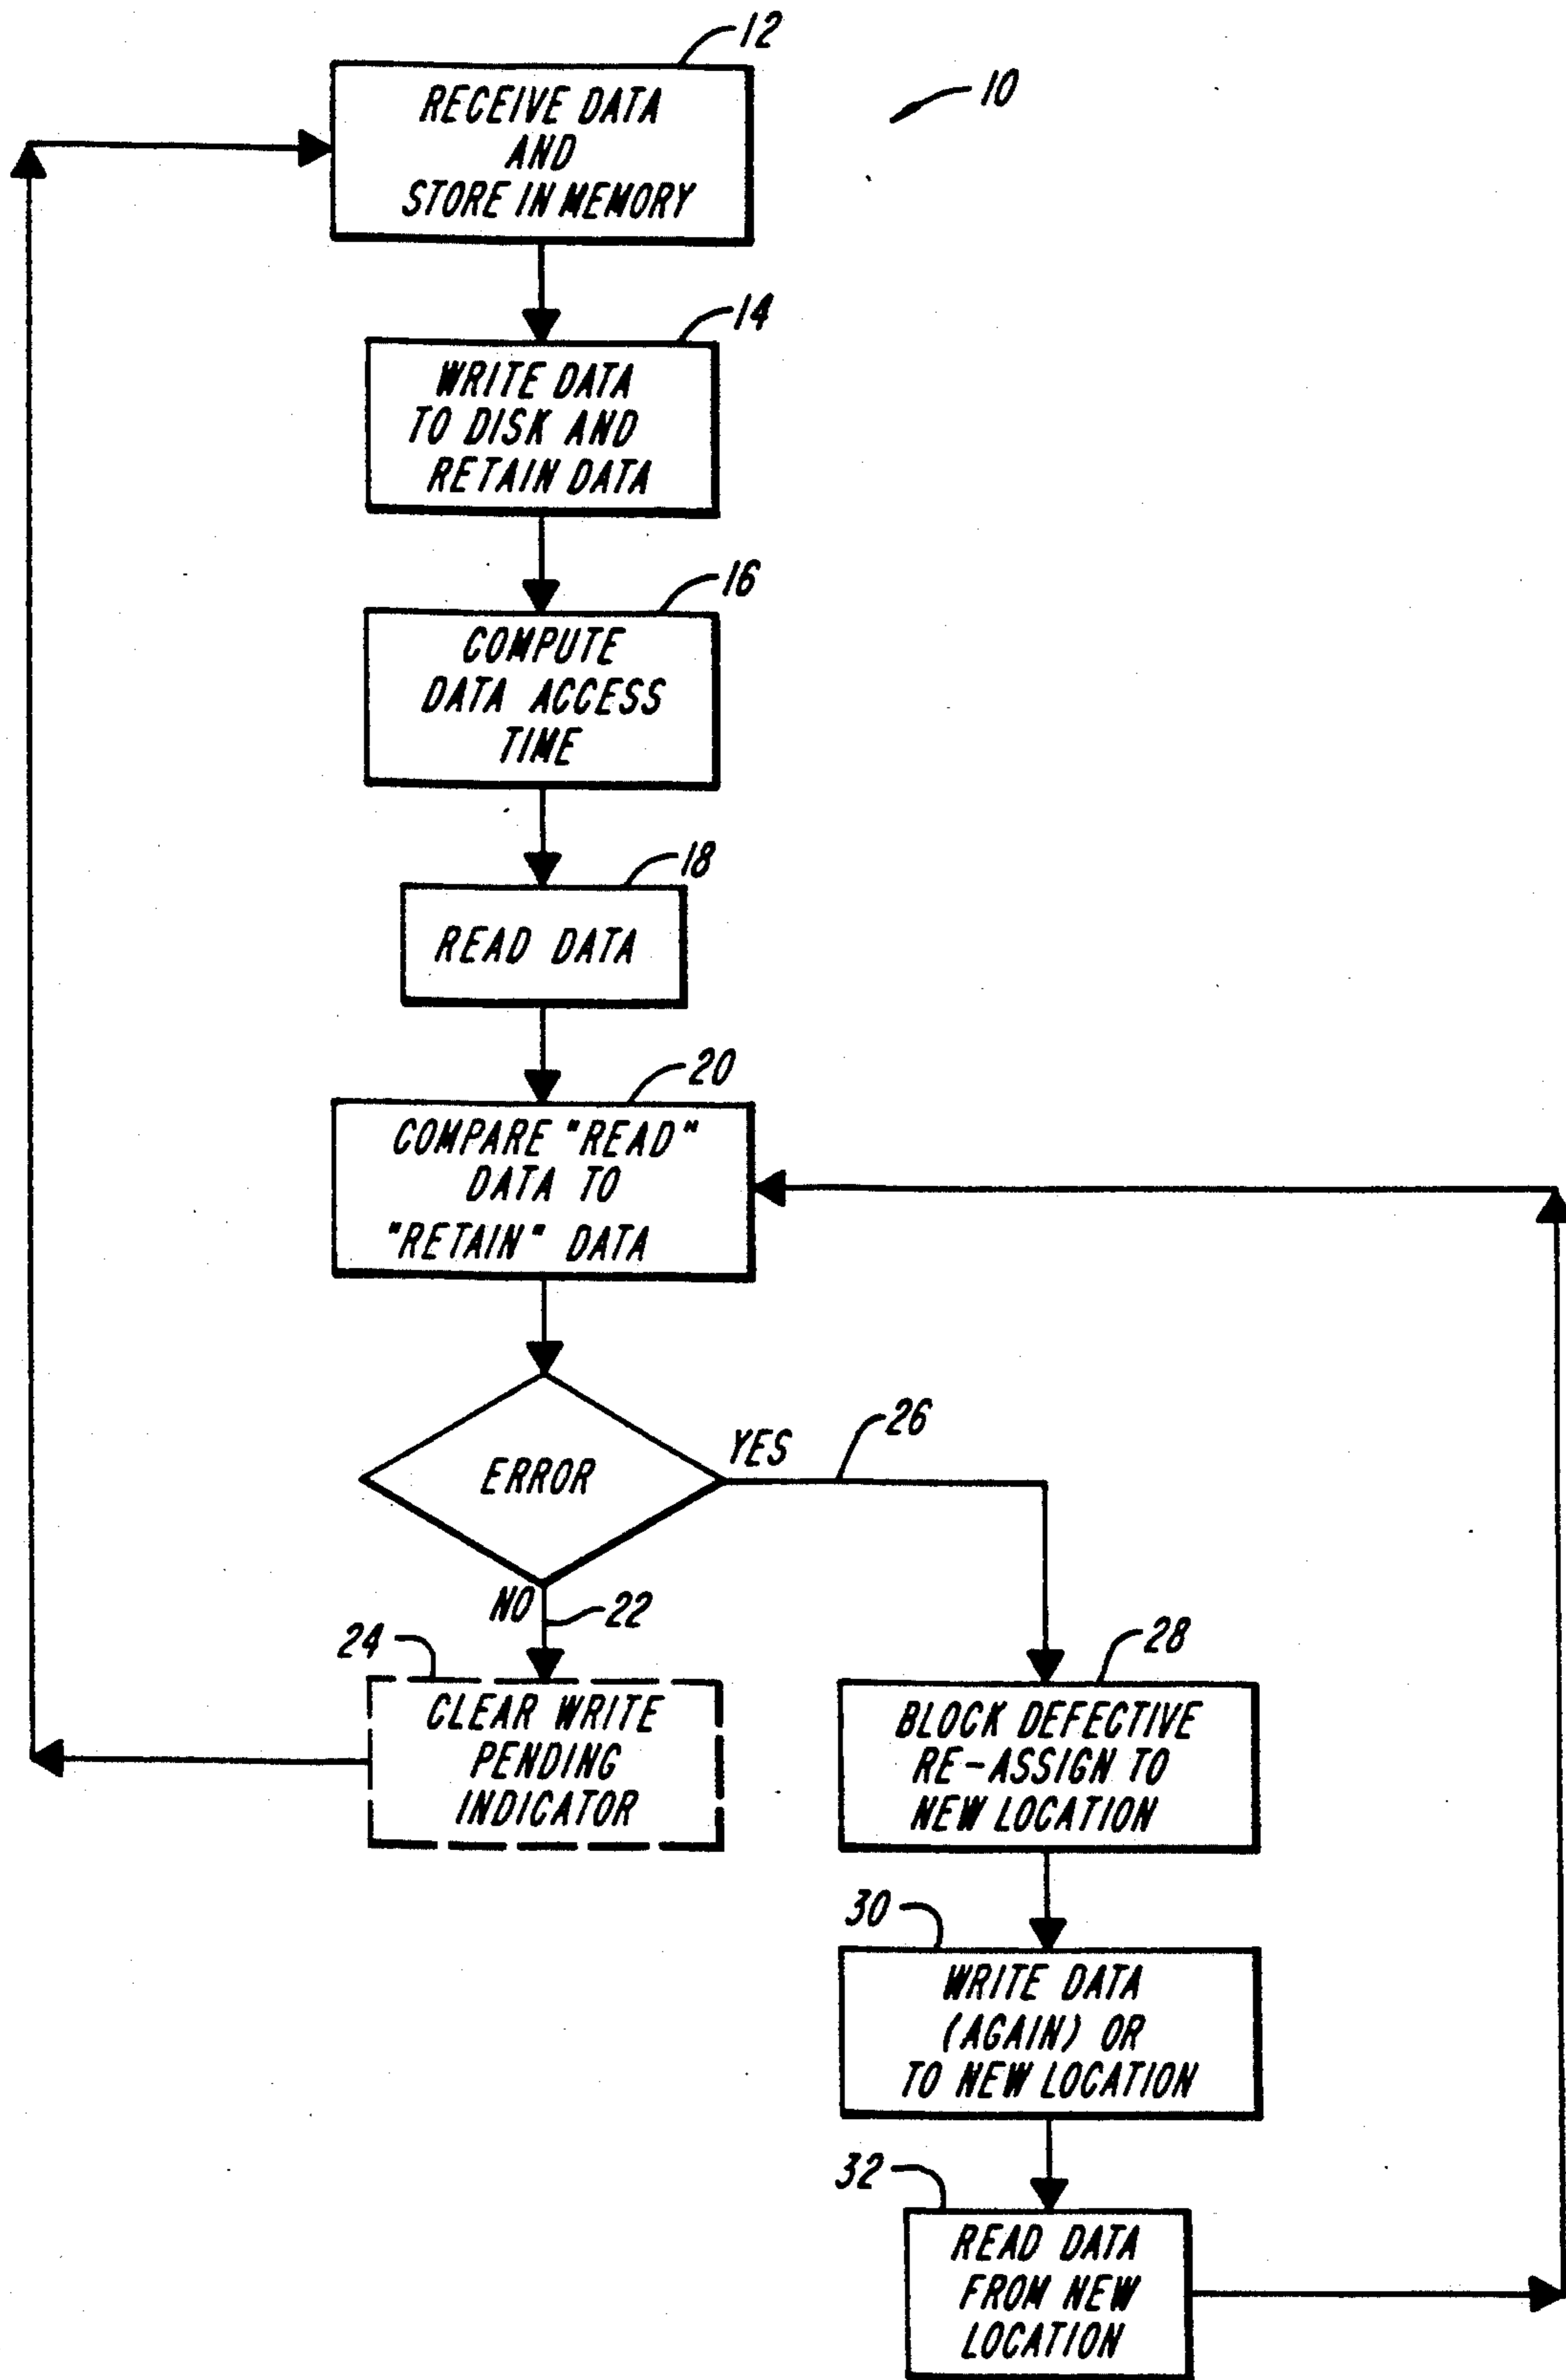 12
10
RECEIVE DATA
AND
STORE IN MEMORY
14
WRITE DATA
TO DISK AND
RETAIN DATA
16
COMPUTE
DATA ACCESS
TIME
18
READ DATA
20
COMPARE "READ"
DATA TO
"RETAIN" DATA
ERROR
YES
26
NO
22
24
CLEAR WRITE
PENDING
INDICATOR
28
BLOCK DEFECTIVE
RE-ASSIGN TO
NEW LOCATION
30
WRITE DATA
(AGAIN) OR
TO NEW LOCATION
32
READ DATA
FROM NEW
LOCATION